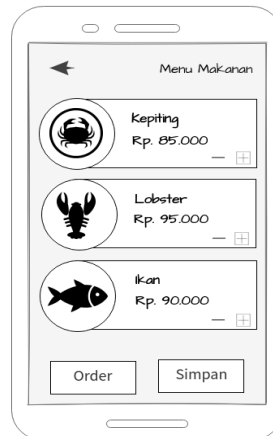 Menu Makanan
Kepiting
Rp. 85.000
Lobster
Rp. 95.000
Ikan
Rp. 90.000
Order
Simpan